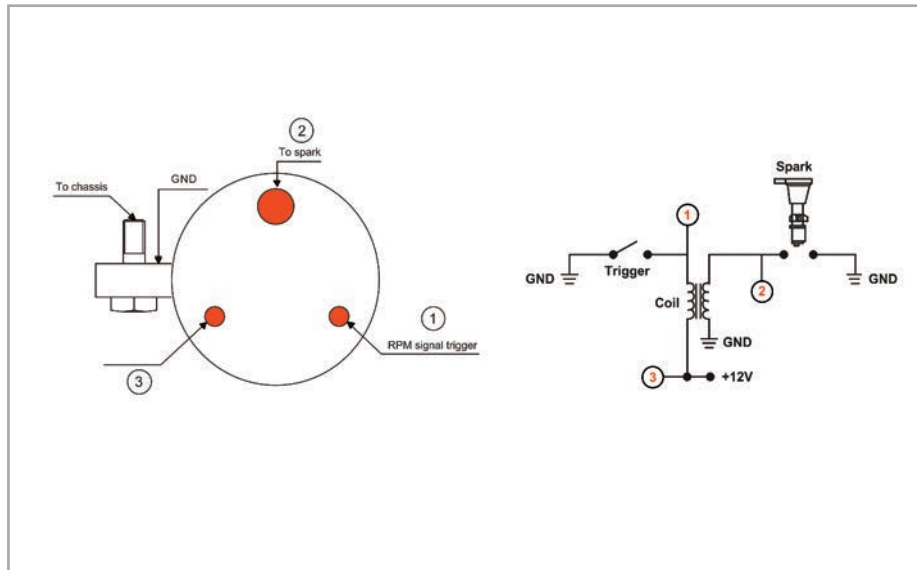 2
To spark
To chassis
GND
1
RPM signal trigger
3
Spark
1
GND
Trigger
2
GND
Coil
GND
3
+12V